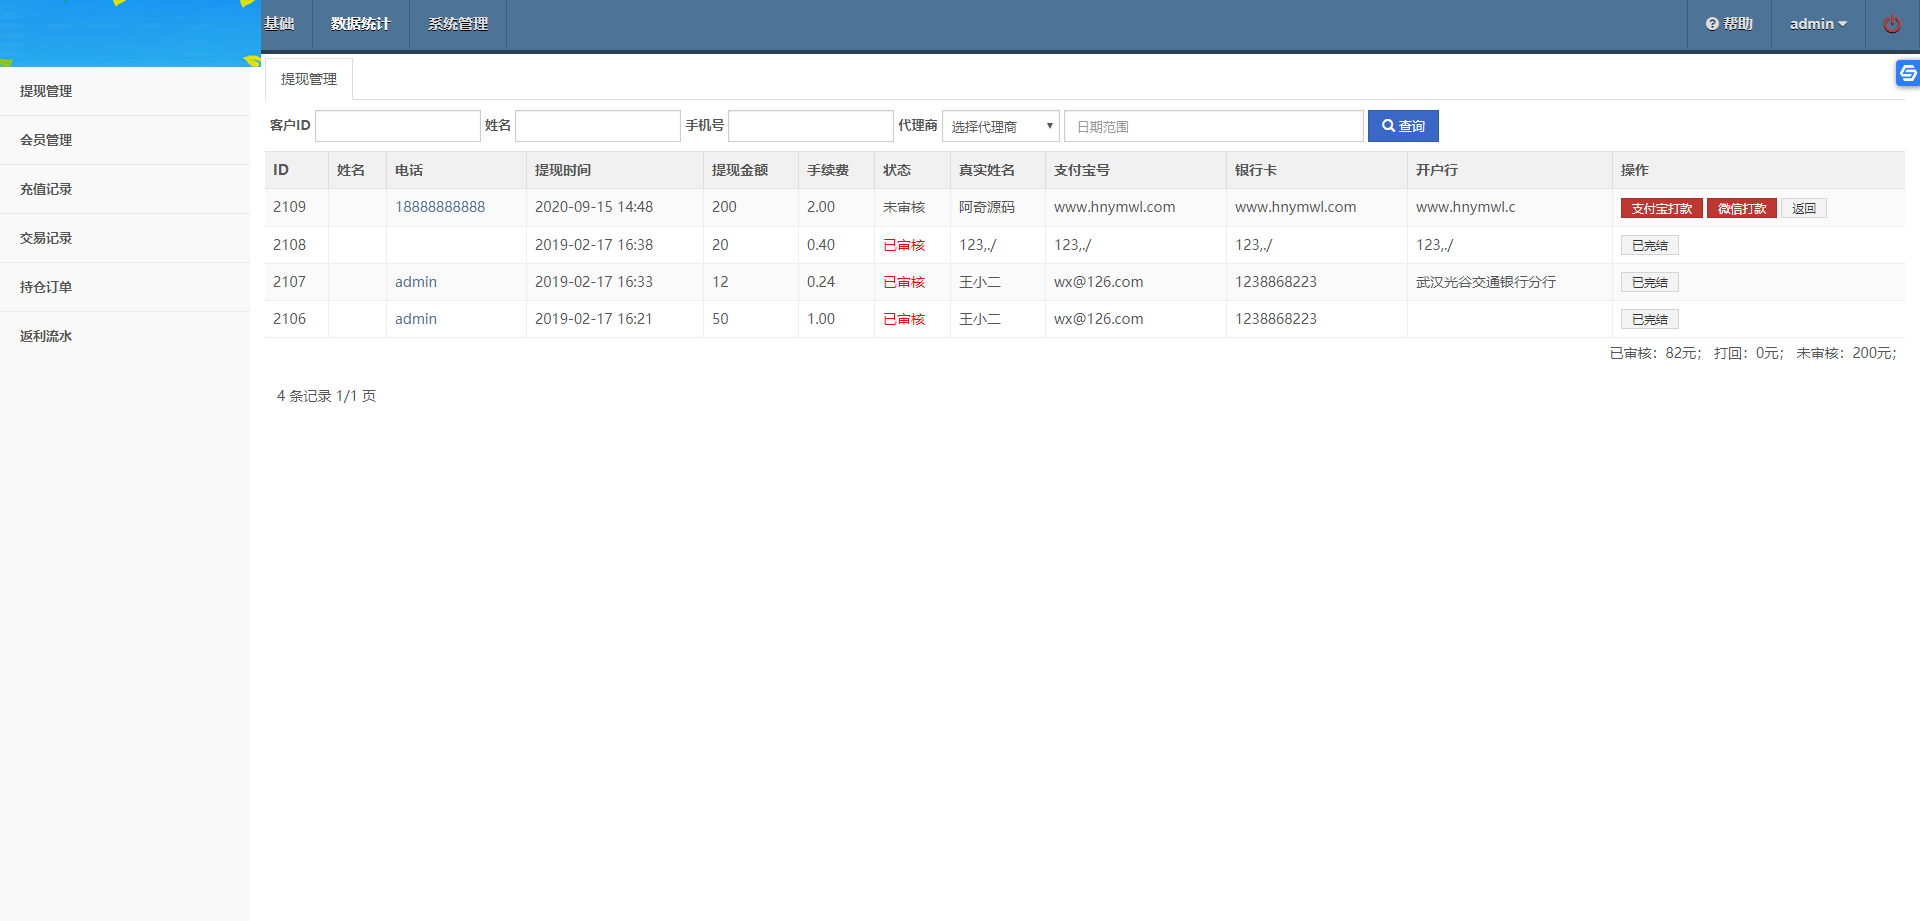 基础 数据统计 系统管理 帮助 admin
提现管理
会员管理
充值记录
交易记录
持仓订单
返利流水
提现管理
客户ID 姓名 手机号 代理商 选择代理商 日期范围 查询
ID 姓名 电话 提现时间 提现金额 手续费 状态 真实姓名 支付宝号 银行卡 开户行 操作
2109 18888888888 2020-09-15 14:48 200 2.00 未审核 阿奇源码 www.hnymwl.com www.hnymwl.com www.hnymwl.c 支付宝打款 微信打款 返回
2108 2019-02-17 16:38 20 0.40 已审核 123,./ 123,./ 123,./ 123,./ 已完结
2107 admin 2019-02-17 16:33 12 0.24 已审核 王小二 wx@126.com 1238868223 武汉光谷交通银行分行 已完结
2106 admin 2019-02-17 16:21 50 1.00 已审核 王小二 wx@126.com 1238868223 已完结
已审核：82元； 打回：0元； 未审核：200元；
4 条记录 1/1 页